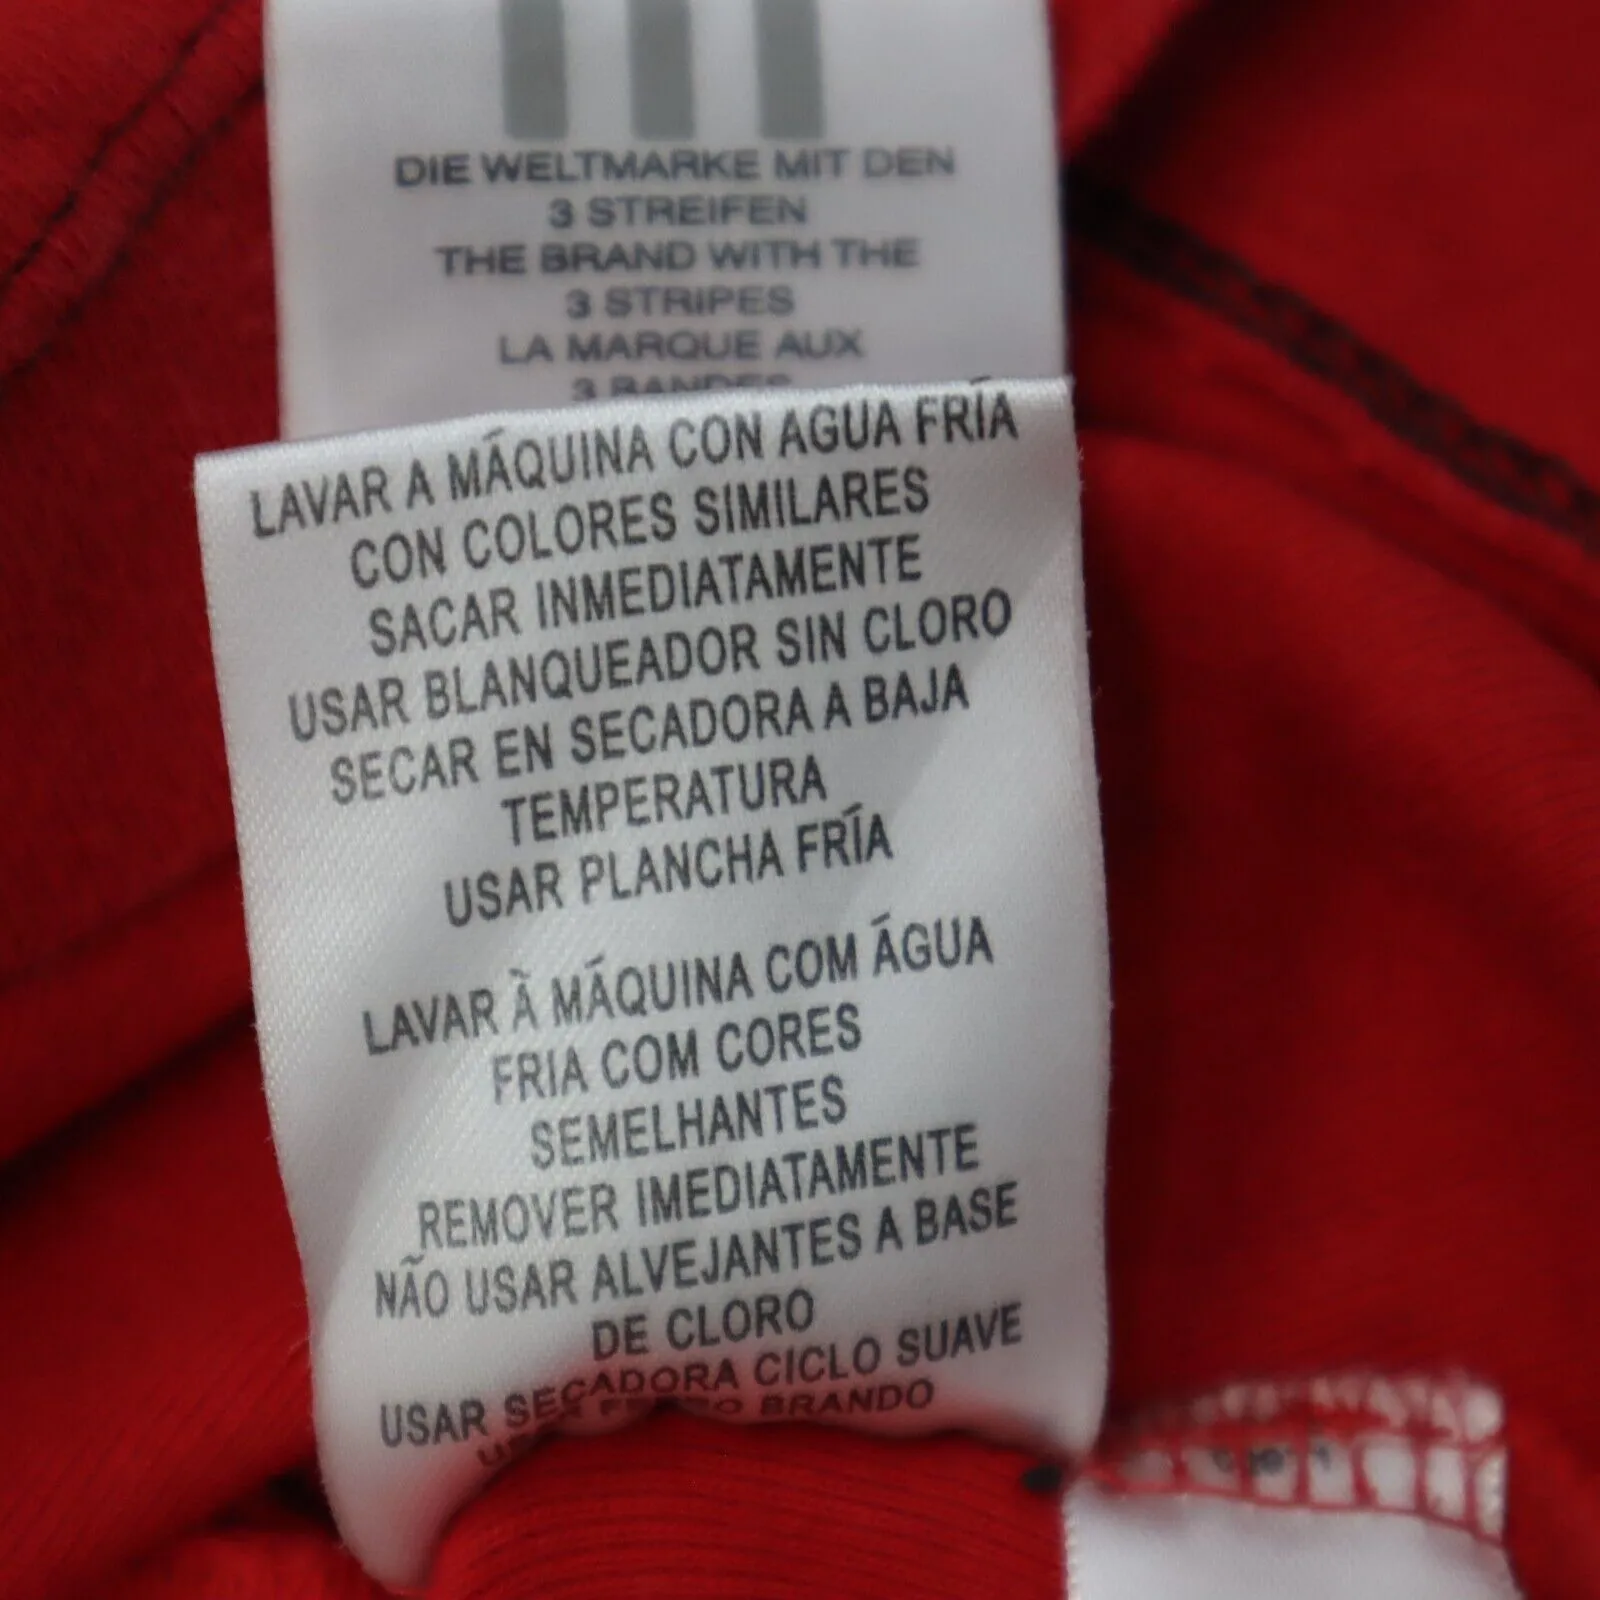 DIE WELTMARKE MIT DEN
3 STREIFEN
THE BRAND WITH THE
3 STRIPES
LA MARQUE AUX
3 BANDES
LAVAR A MÁQUINA CON AGUA FRÍA
CON COLORES SIMILARES
SACAR INMEDIATAMENTE
USAR BLANQUEADOR SIN CLORO
SECAR EN SECADORA A BAJA
TEMPERATURA
USAR PLANCHA FRÍA
LAVAR À MÁQUINA COM ÁGUA
FRIA COM CORES
SEMELHANTES
REMOVER IMEDIATAMENTE
NÃO USAR ALVEJANTES A BASE
DE CLORO
USAR SECADORA CICLO SUAVE
BRANDO